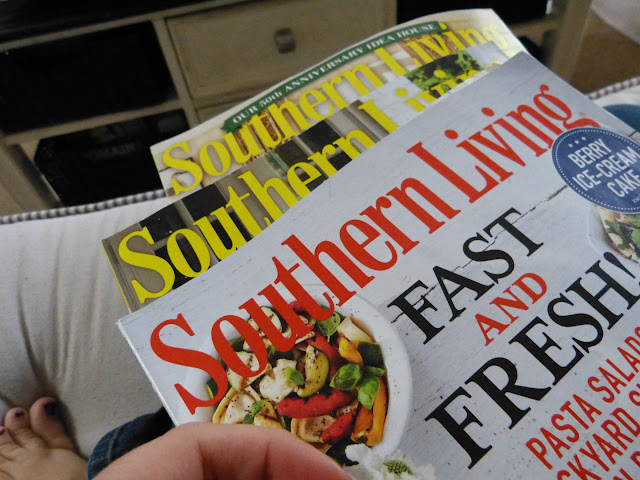 OUR 50th ANNIVERSARY IDEA HOUSE
Southern Living
Southern Living
Southern Living
BERRY
ICE-CREAM
CAKE
FAST
AND
FRESH!
PASTA SALADS